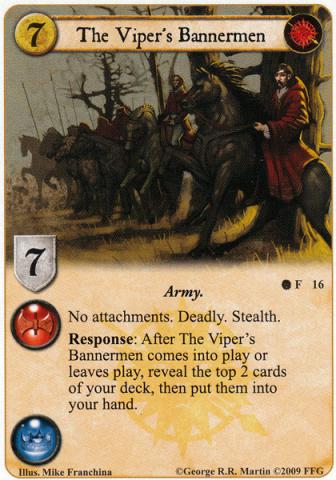 7
The Viper's Bannermen
7
Army.
F 16
No attachments. Deadly. Stealth.
Response: After The Viper's
Bannermen comes into play or
leaves play, reveal the top 2 cards
of your deck, then put them into
your hand.
Illus. Mike Franchina
©George R.R. Martin ©2009 FFG